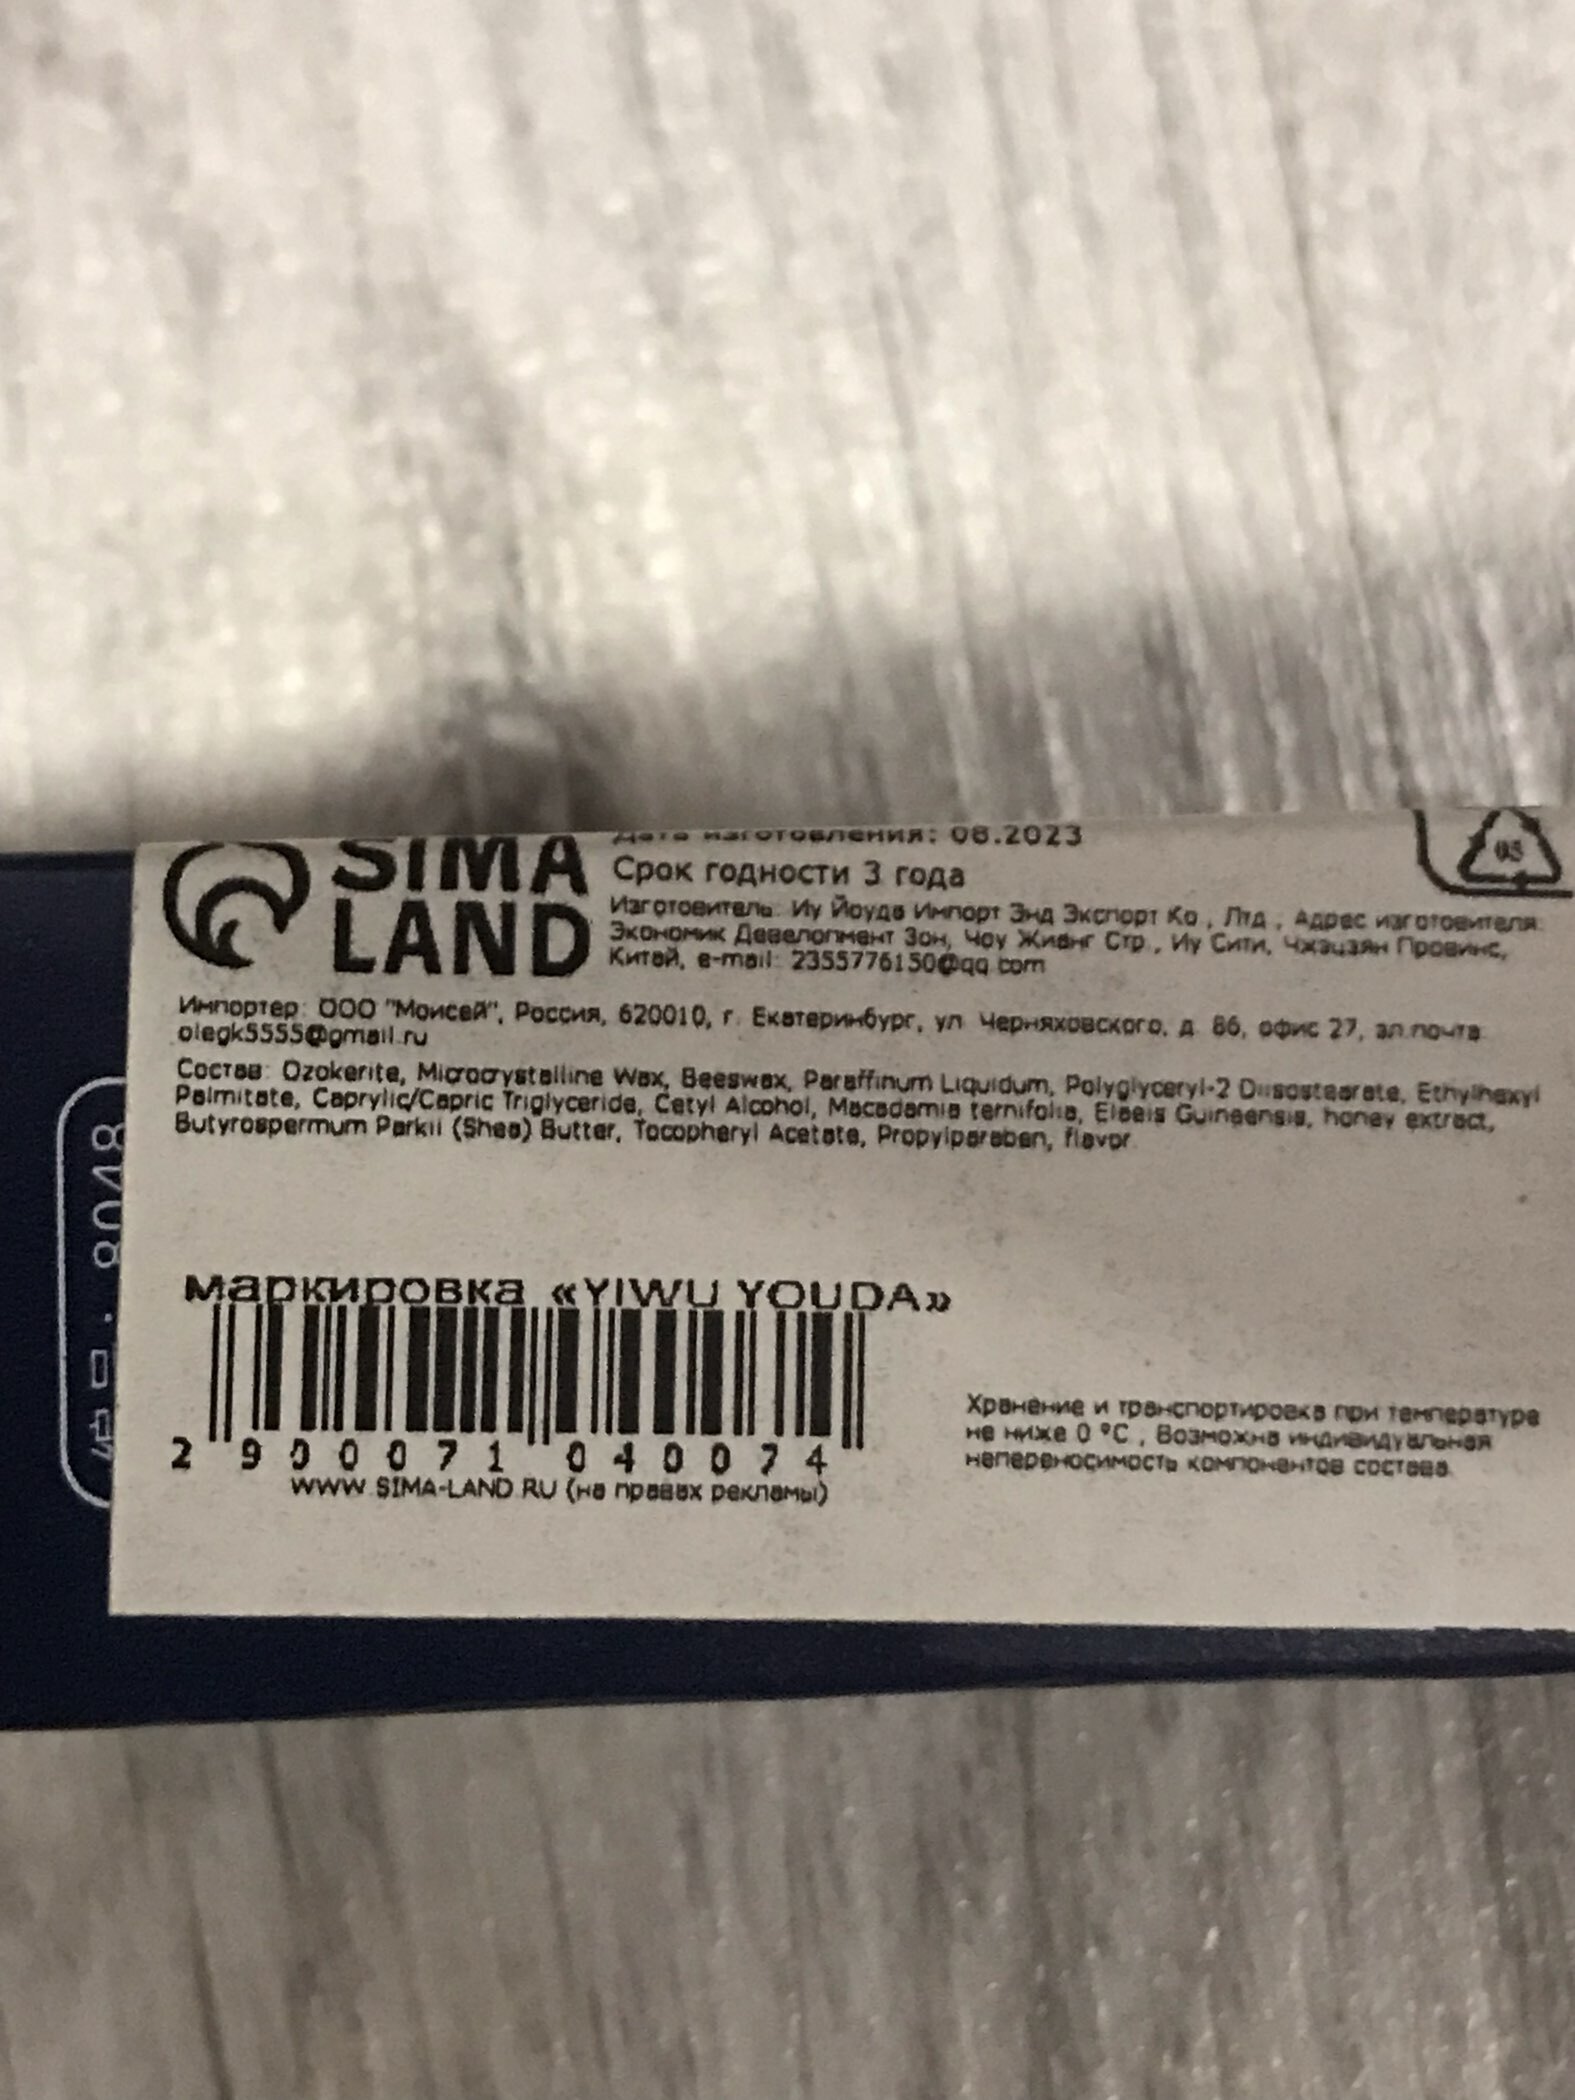 SIMA
LAND
Дата изготовления: 08.2023
Срок годности 3 года
Изготовитель: Иу Йоуда Импорт Энд Экспорт Ко , Лтд , Адрес изготовителя:
Экономик Девелопмент Зон, Чоу Жианг Стр., Иу Сити, Чжэцзян Провинс,
Китай, e-mail: 2355776150@qq.com
05
Импортер: ООО "Моисей", Россия, 620010, г. Екатеринбург, ул. Черняховского, д. 86, офис 27, эл.почта:
olegk5555@gmail.ru
Состав: Ozokerite, Microcrystalline Wax, Beeswax, Paraffinum Liquidum, Polyglyceryl-2 Diisostearate, Ethylhexyl
Palmitate, Caprylic/Capric Triglyceride, Cetyl Alcohol, Macadamia ternifolia, Elaeis Guineensis, honey extract,
Butyrospermum Parkii (Shea) Butter, Tocopheryl Acetate, Propylparaben, flavor
8048
маркировка «YIWU YOUDA»
2 900071 040074
WWW.SIMA-LAND.RU (на правах рекламы)
Хранение и транспортировка при температуре
не ниже 0 °C , Возможна индивидуальная
непереносимость компонентов состава.